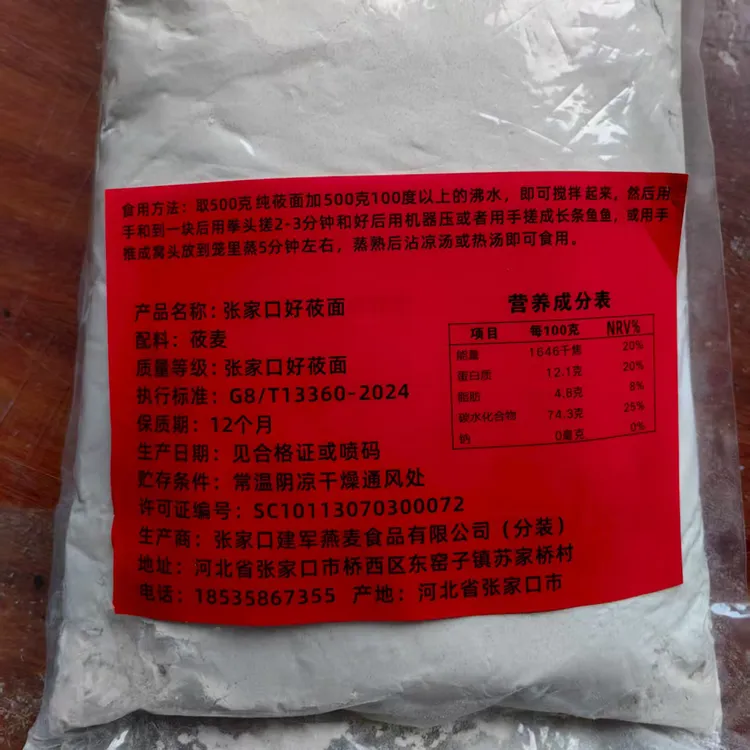 食用方法：取500克 纯莜面加500克100度以上的沸水，即可搅拌起来，然后用
手和到一块后用拳头搓2-3分钟和好后用机器压或者用手搓成长条鱼鱼，或用手
推成窝头放到笼里蒸5分钟左右，蒸熟后沾凉汤或热汤即可食用。
产品名称：张家口好莜面
配料：莜麦
质量等级：张家口好莜面
执行标准：G8/T13360-2024
保质期：12个月
生产日期：见合格证或喷码
贮存条件：常温阴凉干燥通风处
许可证编号：SC10113070300072
生产商：张家口建军燕麦食品有限公司（分装）
地址：河北省张家口市桥西区东窑子镇苏家桥村
电话：18535867355 产地：河北省张家口市
营养成分表
项目 每100克 NRV%
能量 1646千焦 20%
蛋白质 12.1克 20%
脂肪 4.8克 8%
碳水化合物 74.3克 25%
钠 0毫克 0%